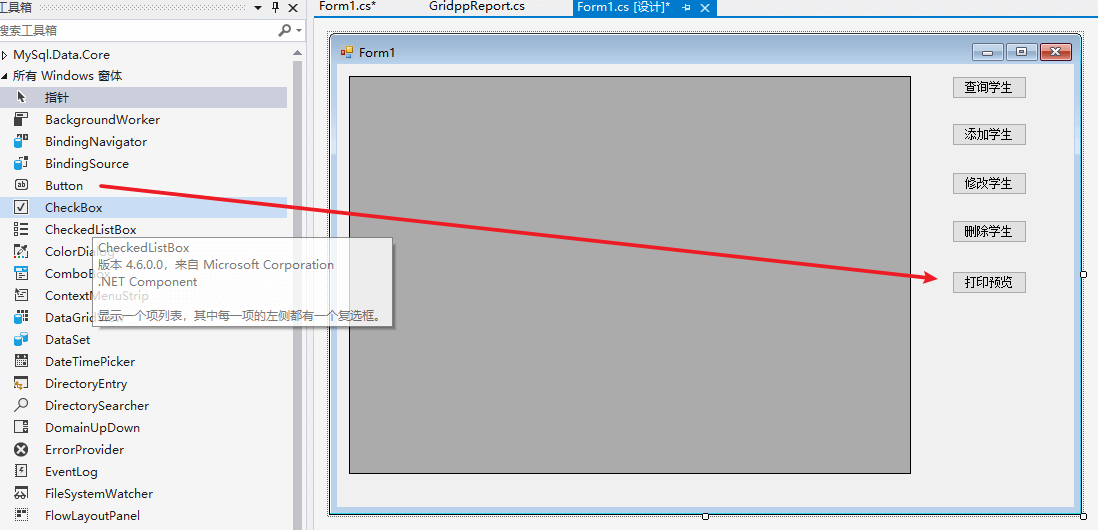 工具箱
Form1.cs*
GridppReport.cs
Form1.cs [设计]*
搜索工具箱
MySql.Data.Core
所有 Windows 窗体
指针
BackgroundWorker
BindingNavigator
BindingSource
Button
CheckBox
CheckedListBox
ColorDialog
ComboBox
ContextMenuStrip
DataGrid
DataSet
DateTimePicker
DirectoryEntry
DirectorySearcher
DomainUpDown
ErrorProvider
EventLog
FileSystemWatcher
FlowLayoutPanel
CheckedListBox
版本 4.6.0.0，来自 Microsoft Corporation
.NET Component
显示一个项列表，其中每一项的左侧都有一个复选框。
Form1
查询学生
添加学生
修改学生
删除学生
打印预览